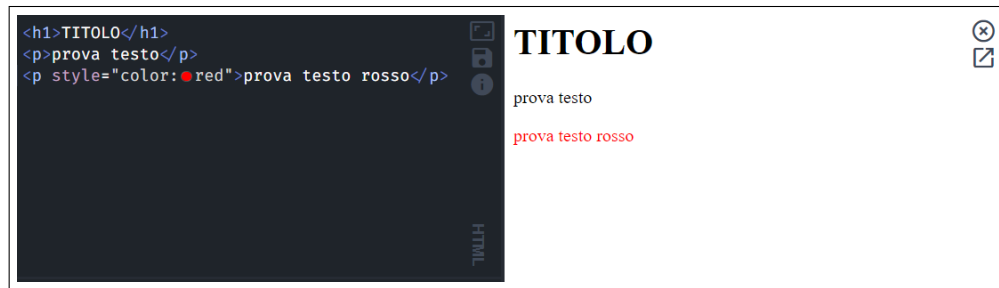 <h1>TITOLO</h1>
<p>prova testo</p>
<p style="color:red">prova testo rosso</p>
HTML
TITOLO
prova testo
prova testo rosso